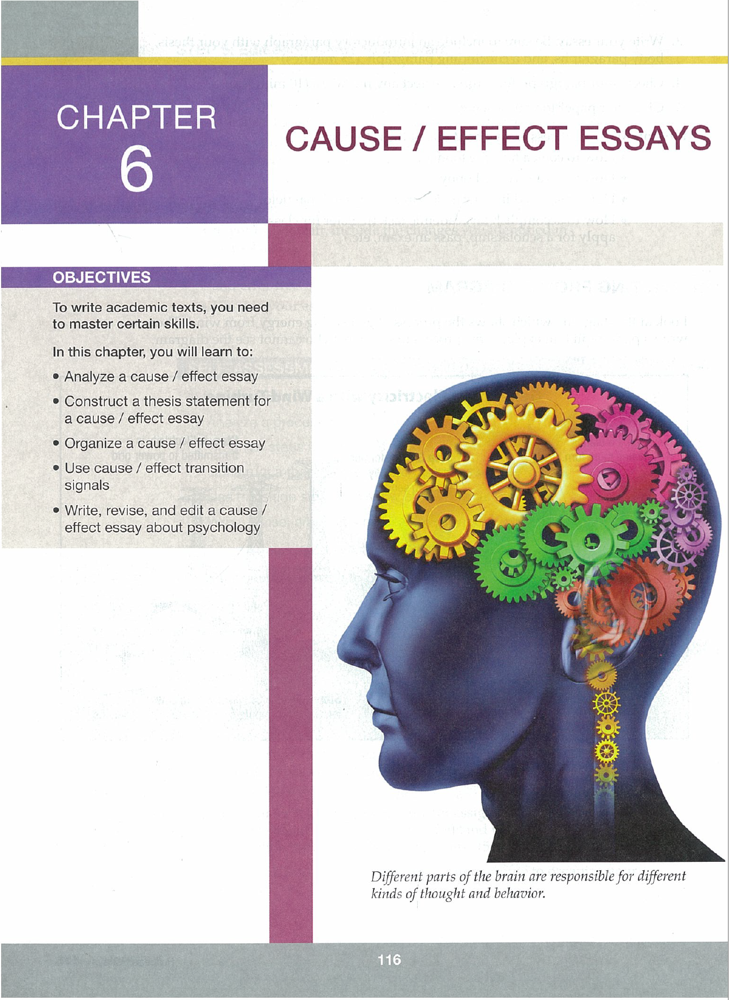 CHAPTER
6
CAUSE / EFFECT ESSAYS
OBJECTIVES
To write academic texts, you need
to master certain skills.
In this chapter, you will learn to:
• Analyze a cause / effect essay
• Construct a thesis statement for
a cause / effect essay
• Organize a cause / effect essay
• Use cause / effect transition
signals
• Write, revise, and edit a cause /
effect essay about psychology
Different parts of the brain are responsible for different
kinds of thought and behavior.
116